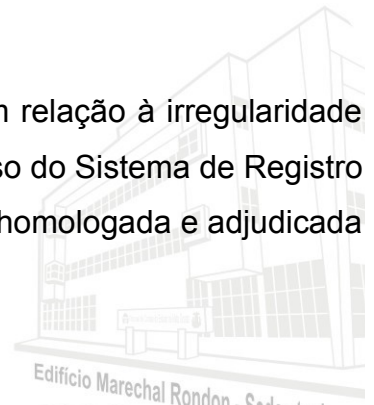 m relação à irregularidade
so do Sistema de Registro
homologada e adjudicada
Edifício Marechal Rondon -